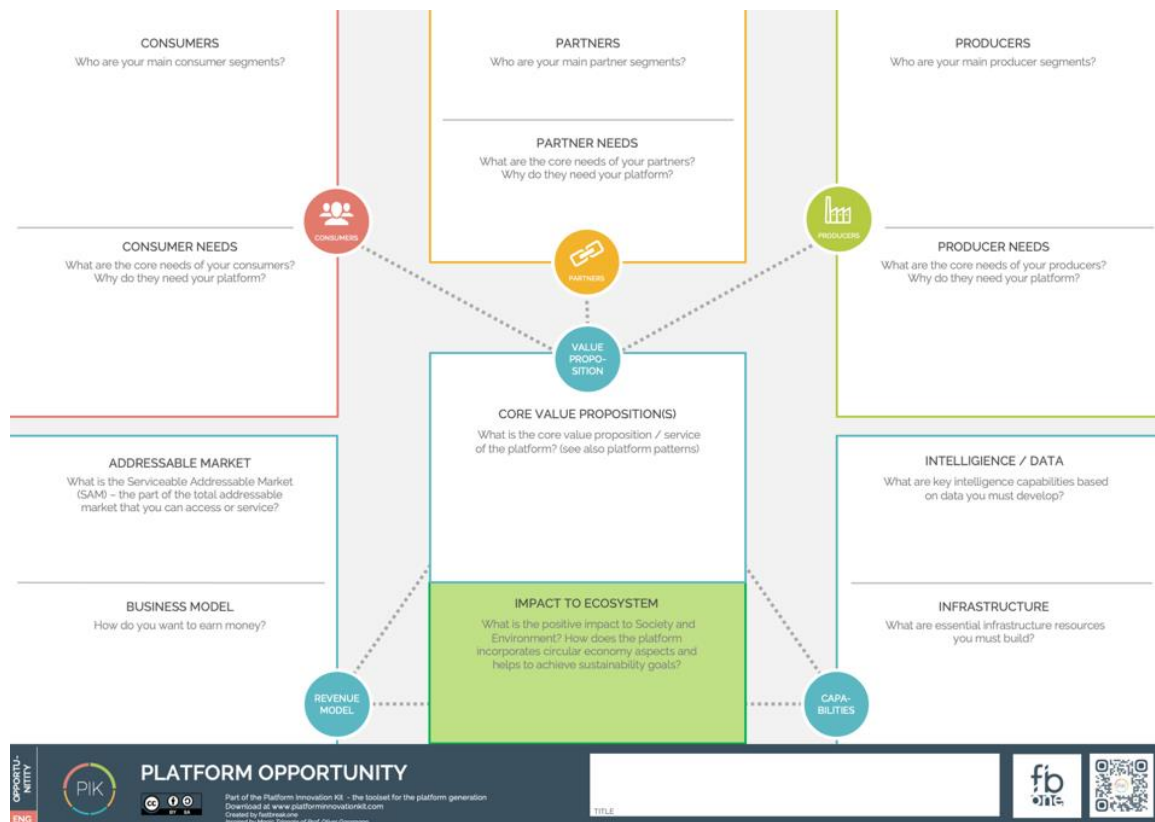 CONSUMERS
Who are your main consumer segments?
PARTNERS
Who are your main partner segments?
PRODUCERS
Who are your main producer segments?
PARTNER NEEDS
What are the core needs of your partners?
Why do they need your platform?
CONSUMERS
PARTNERS
PRODUCERS
CONSUMER NEEDS
What are the core needs of your consumers?
Why do they need your platform?
PRODUCER NEEDS
What are the core needs of your producers?
Why do they need your platform?
VALUE
PROPO-
SITION
CORE VALUE PROPOSITION(S)
What is the core value proposition / service
of the platform? (see also platform patterns)
ADDRESSABLE MARKET
What is the Serviceable Addressable Market
(SAM) – the part of the total addressable
market that you can access or service?
INTELLIGIENCE / DATA
What are key intelligence capabilities based
on data you must develop?
BUSINESS MODEL
How do you want to earn money?
IMPACT TO ECOSYSTEM
What is the positive impact to Society and
Environment? How does the platform
incorporates circular economy aspects and
helps to achieve sustainability goals?
INFRASTRUCTURE
What are essential infrastructure resources
you must build?
REVENUE
MODEL
CAPA-
BILITIES
OPPORTU-
NITITY
ENG
PIK
PLATFORM OPPORTUNITY
cc
BY SA
Part of the Platform Innovation Kit - the toolset for the platform generation
Download at www.platforminnovationkit.com
Created by fastbreak.one
TITLE
fb
one